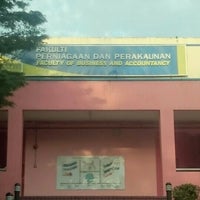 FAKULTI
PERNIAGAAN DAN PERAKAUNAN
FACULTY OF BUSINESS AND ACCOUNTANCY